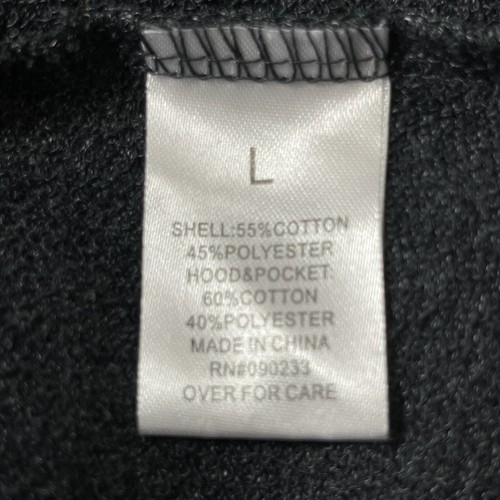 L
SHELL:55%COTTON
45%POLYESTER
HOOD&POCKET:
60%COTTON
40%POLYESTER
MADE IN CHINA
RN#090233
OVER FOR CARE